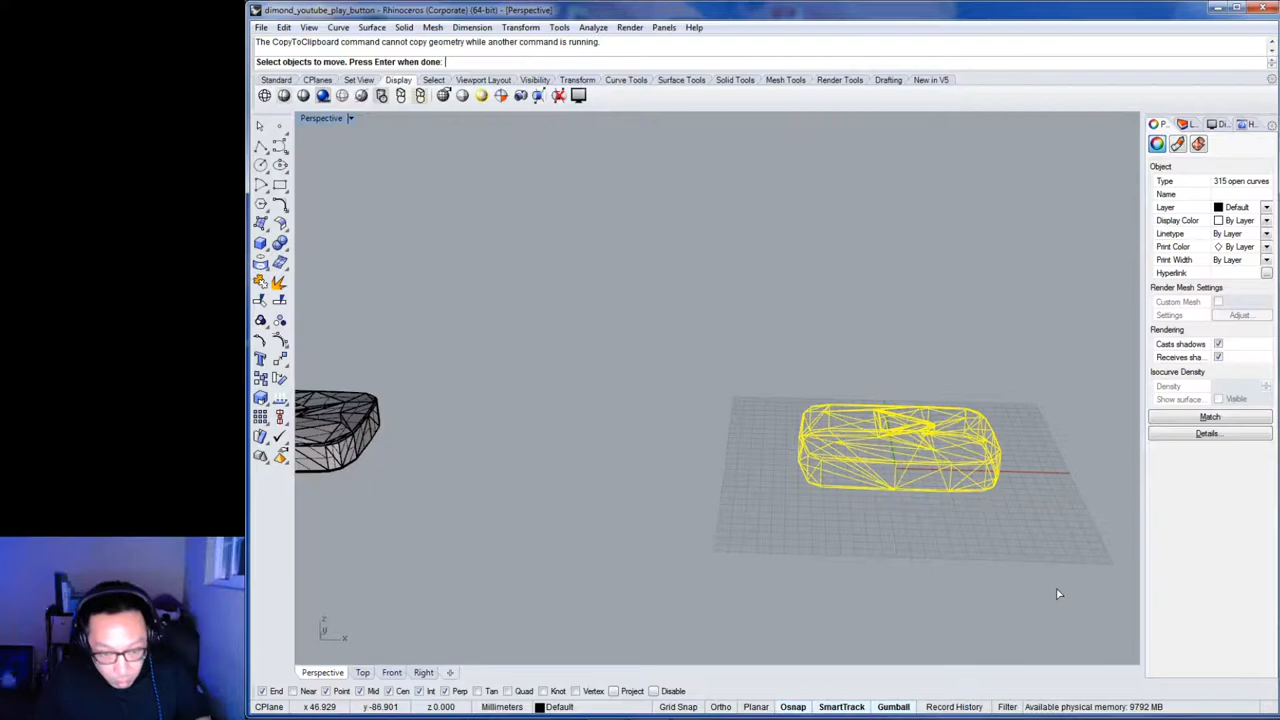 dimond_youtube_play_button - Rhinoceros (Corporate) (64-bit) - [Perspective]
File Edit View Curve Surface Solid Mesh Dimension Transform Tools Analyze Render Panels Help
The CopyToClipboard command cannot copy geometry while another command is running.
Select objects to move. Press Enter when done:
Standard CPlanes Set View Display Select Viewport Layout Visibility Transform Curve Tools Surface Tools Solid Tools Mesh Tools Render Tools Drafting New in V5
Perspective
P... L... Di... H...
Object
Type 315 open curves
Name
Layer Default
Display Color By Layer
Linetype By Layer
Print Color By Layer
Print Width By Layer
Hyperlink ...
Render Mesh Settings
Custom Mesh
Settings Adjust...
Rendering
Casts shadows
Receives sha...
Isocurve Density
Density
Show surface... Visible
Match
Details...
z
y x
Perspective Top Front Right
End Near Point Mid Cen Int Perp Tan Quad Knot Vertex Project Disable
CPlane x 46.929 y -86.901 z 0.000 Millimeters Default Grid Snap Ortho Planar Osnap SmartTrack Gumball Record History Filter Available physical memory: 9792 MB